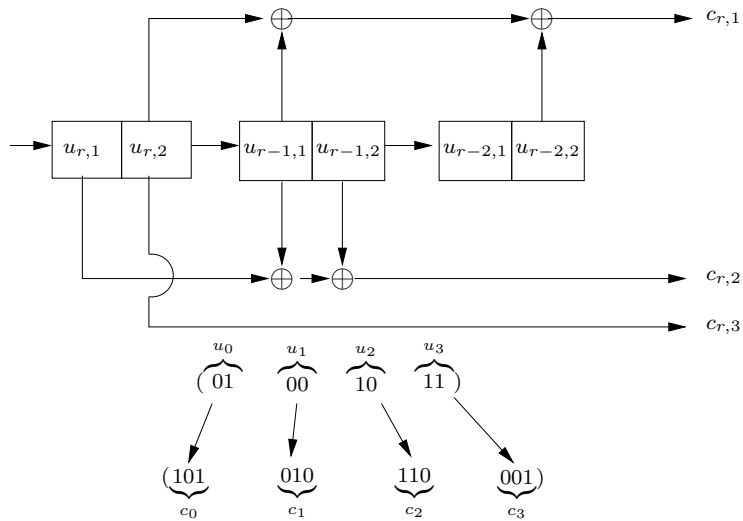 c_{r,1}
u_{r,1} u_{r,2} u_{r−1,1} u_{r−1,2} u_{r−2,1} u_{r−2,2}
c_{r,2}
c_{r,3}
u_0 u_1 u_2 u_3
(01 00 10 11)
(101 010 110 001)
c_0 c_1 c_2 c_3